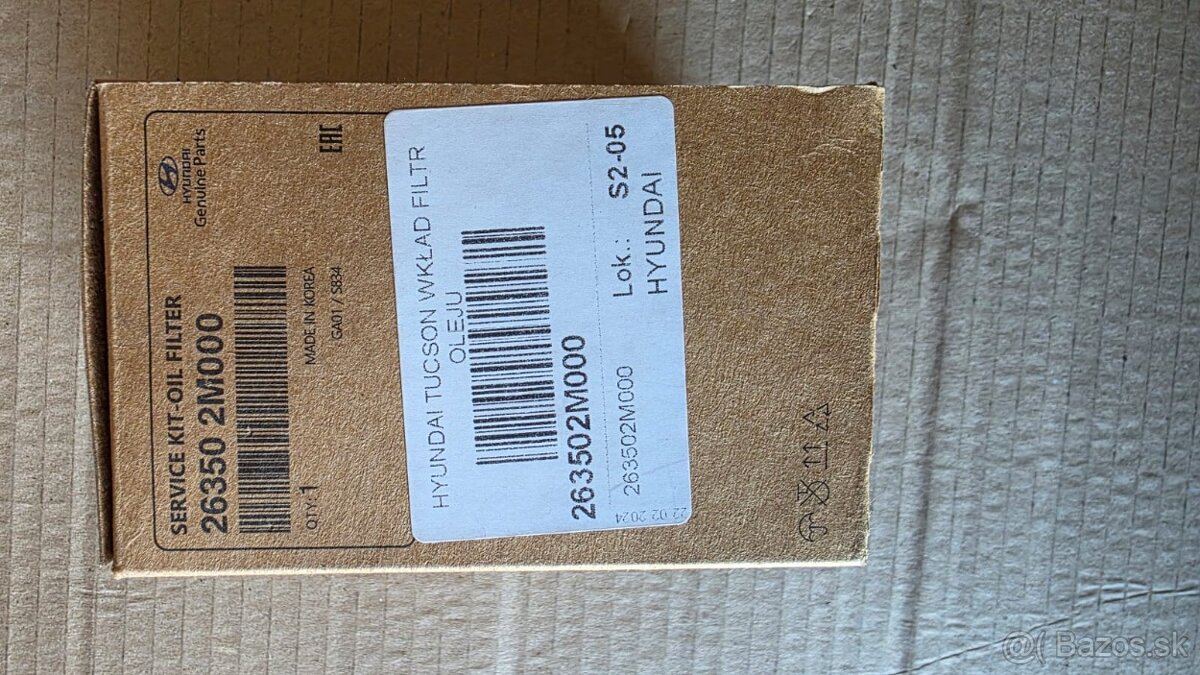 HYUNDAI
Genuine Parts
EAC
SERVICE KIT-OIL FILTER
26350 2M000
QTY 1
MADE IN KOREA
GA01 / S834
HYUNDAI TUCSON WKŁAD FILTR
OLEJU
263502M000
263502M000
Lok.: S2-05
HYUNDAI
22 02 2024
@( Bazos.sk